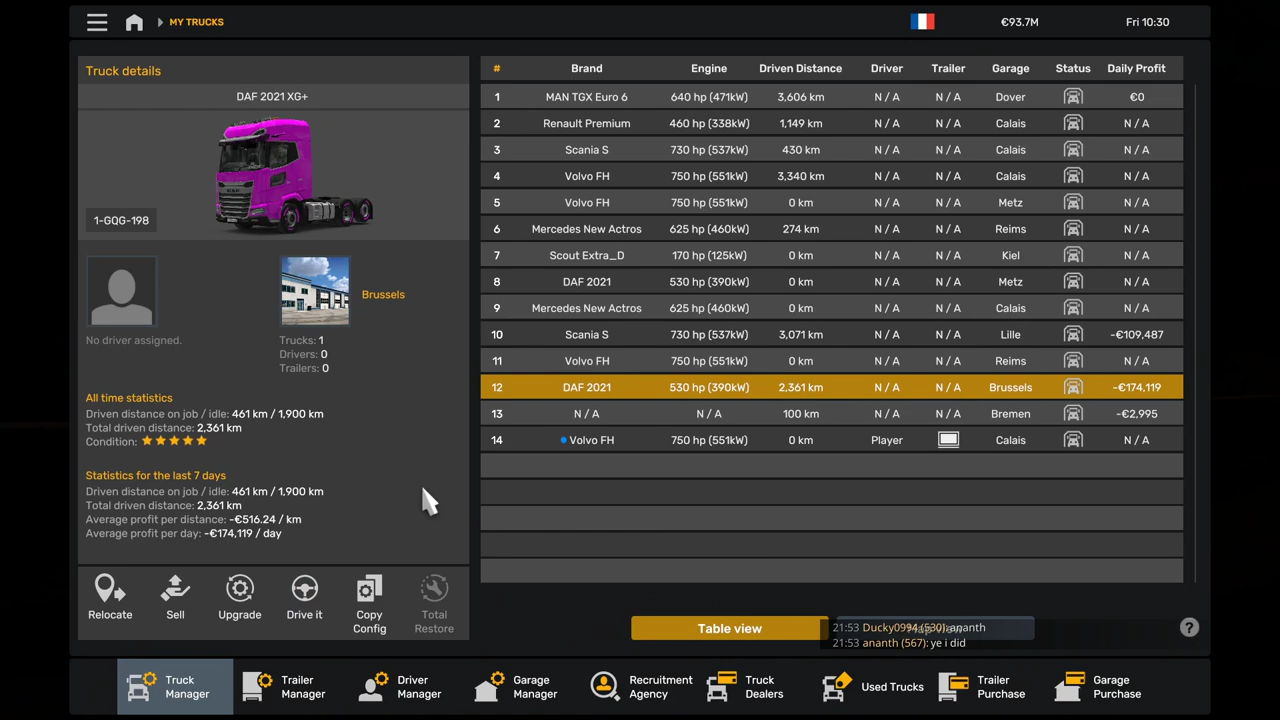 MY TRUCKS
€93.7M
Fri 10:30
Truck details
DAF 2021 XG+
1-GQG-198
No driver assigned.
Brussels
Trucks: 1
Drivers: 0
Trailers: 0
All time statistics
Driven distance on job / idle: 461 km / 1,900 km
Total driven distance: 2,361 km
Condition:
Statistics for the last 7 days
Driven distance on job / idle: 461 km / 1,900 km
Total driven distance: 2,361 km
Average profit per distance: -€516.24 / km
Average profit per day: -€174,119 / day
Relocate
Sell
Upgrade
Drive it
Copy Config
Total Restore
# Brand Engine Driven Distance Driver Trailer Garage Status Daily Profit
1 MAN TGX Euro 6 640 hp (471kW) 3,606 km N / A N / A Dover €0
2 Renault Premium 460 hp (338kW) 1,149 km N / A N / A Calais N / A
3 Scania S 730 hp (537kW) 430 km N / A N / A Calais N / A
4 Volvo FH 750 hp (551kW) 3,340 km N / A N / A Calais N / A
5 Volvo FH 750 hp (551kW) 0 km N / A N / A Metz N / A
6 Mercedes New Actros 625 hp (460kW) 274 km N / A N / A Reims N / A
7 Scout Extra_D 170 hp (125kW) 0 km N / A N / A Kiel N / A
8 DAF 2021 530 hp (390kW) 0 km N / A N / A Metz N / A
9 Mercedes New Actros 625 hp (460kW) 0 km N / A N / A Calais N / A
10 Scania S 730 hp (537kW) 3,071 km N / A N / A Lille -€109,487
11 Volvo FH 750 hp (551kW) 0 km N / A N / A Reims N / A
12 DAF 2021 530 hp (390kW) 2,361 km N / A N / A Brussels -€174,119
13 N / A N / A 100 km N / A N / A Bremen -€2,995
14 Volvo FH 750 hp (551kW) 0 km Player Calais N / A
Table view
21:53 Ducky0994 (530): ananth
21:53 ananth (567): ye i did
?
Truck Manager
Trailer Manager
Driver Manager
Garage Manager
Recruitment Agency
Truck Dealers
Used Trucks
Trailer Purchase
Garage Purchase